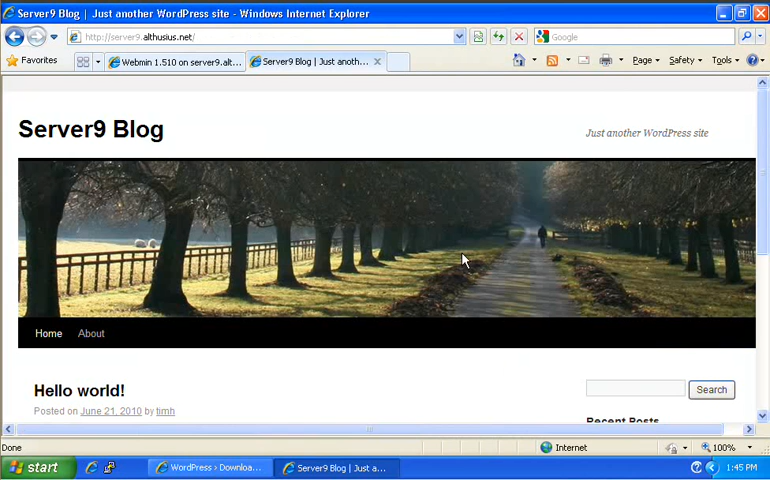 Server9 Blog | Just another WordPress site - Windows Internet Explorer
http://server9.althusius.net/
Google
Favorites
Webmin 1.510 on server9.alt...
Server9 Blog | Just anoth...
Page
Safety
Tools
Server9 Blog
Just another WordPress site
Home
About
Hello world!
Posted on June 21, 2010 by timh
Search
Recent Posts
Done
Internet
100%
start
WordPress › Downloa...
Server9 Blog | Just a...
1:45 PM